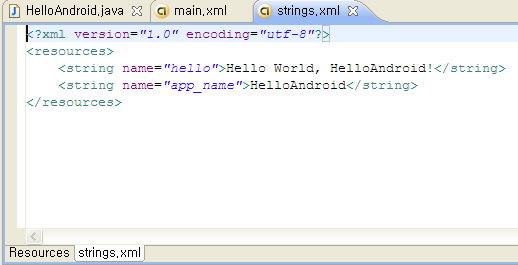 HelloAndroid.java main.xml strings.xml
<?xml version="1.0" encoding="utf-8"?>
<resources>
    <string name="hello">Hello World, HelloAndroid!</string>
    <string name="app_name">HelloAndroid</string>
</resources>
Resources strings.xml